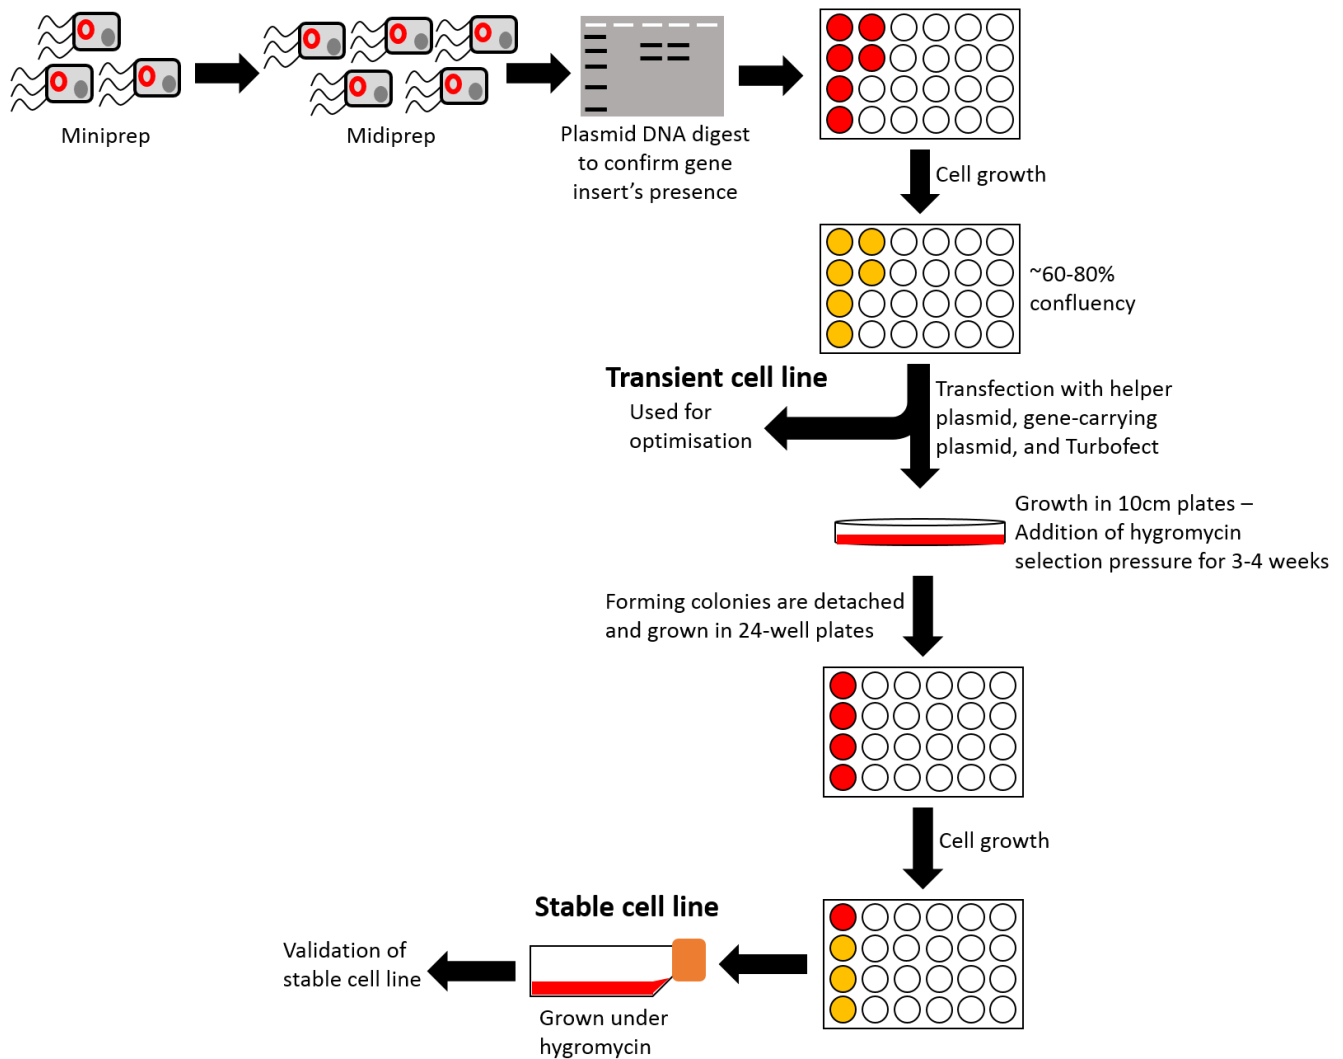 Miniprep
Midiprep
Plasmid DNA digest
to confirm gene
insert's presence
Cell growth
~60-80%
confluency
Transient cell line
Used for
optimisation
Transfection with helper
plasmid, gene-carrying
plasmid, and Turbofect
Growth in 10cm plates –
Addition of hygromycin
selection pressure for 3-4 weeks
Forming colonies are detached
and grown in 24-well plates
Cell growth
Stable cell line
Validation of
stable cell line
Grown under
hygromycin